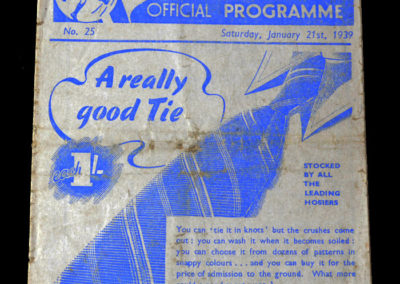 OFFICIAL PROGRAMME
No. 25
Saturday, January 21st, 1939
A really
good Tie
each 1/-
STOCKED
BY ALL
THE
LEADING
HOSIERS
You can 'tie it in knots' but the crushes come
out: you can wash it when it becomes soiled:
you can choose it from dozens of patterns in
snappy colours . . . and you can buy it for the
price of admission to the ground. What more